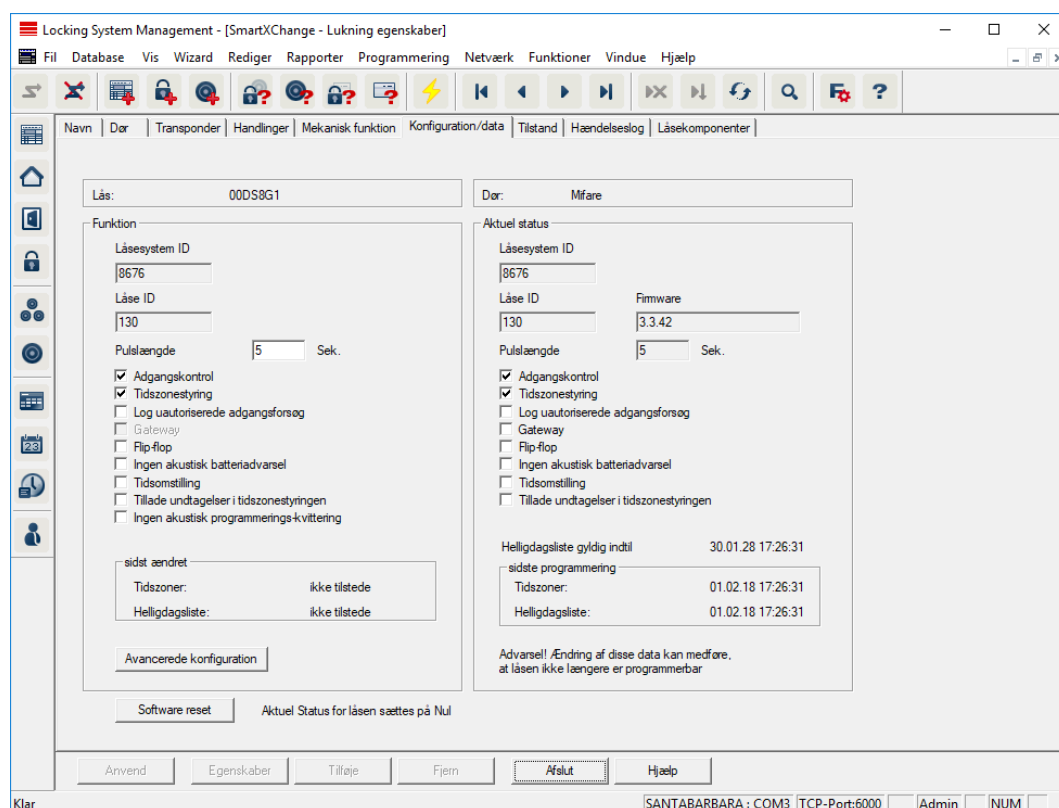 Locking System Management - [SmartXChange - Lukning egenskaber]
Fil Database Vis Wizard Rediger Rapporter Programmering Netværk Funktioner Vindue Hjælp
Navn Dør Transponder Handlinger Mekanisk funktion Konfiguration/data Tilstand Hændelseslog Låsekomponenter
Lås: 00DS8G1
Dør: Mifare
Funktion
Låsesystem ID
8676
Låse ID
130
Pulslængde 5 Sek.
Adgangskontrol
Tidszonestyring
Log uautoriserede adgangsforsøg
Gateway
Flip-flop
Ingen akustisk batteriadvarsel
Tidsomstilling
Tillade undtagelser i tidszonestyringen
Ingen akustisk programmerings-kvittering
sidst ændret
Tidszoner: ikke tilstede
Helligdagsliste: ikke tilstede
Avancerede konfiguration
Aktuel status
Låsesystem ID
8676
Låse ID Firmware
130 3.3.42
Pulslængde 5 Sek.
Adgangskontrol
Tidszonestyring
Log uautoriserede adgangsforsøg
Gateway
Flip-flop
Ingen akustisk batteriadvarsel
Tidsomstilling
Tillade undtagelser i tidszonestyringen
Helligdagsliste gyldig indtil 30.01.28 17:26:31
sidste programmering
Tidszoner: 01.02.18 17:26:31
Helligdagsliste: 01.02.18 17:26:31
Advarsel! Ændring af disse data kan medføre,
at låsen ikke længere er programmerbar
Software reset Aktuel Status for låsen sættes på Nul
Anvend Egenskaber Tilføje Fjern Afslut Hjælp
Klar SANTABARBARA : COM3 TCP-Port:6000 Admin NUM